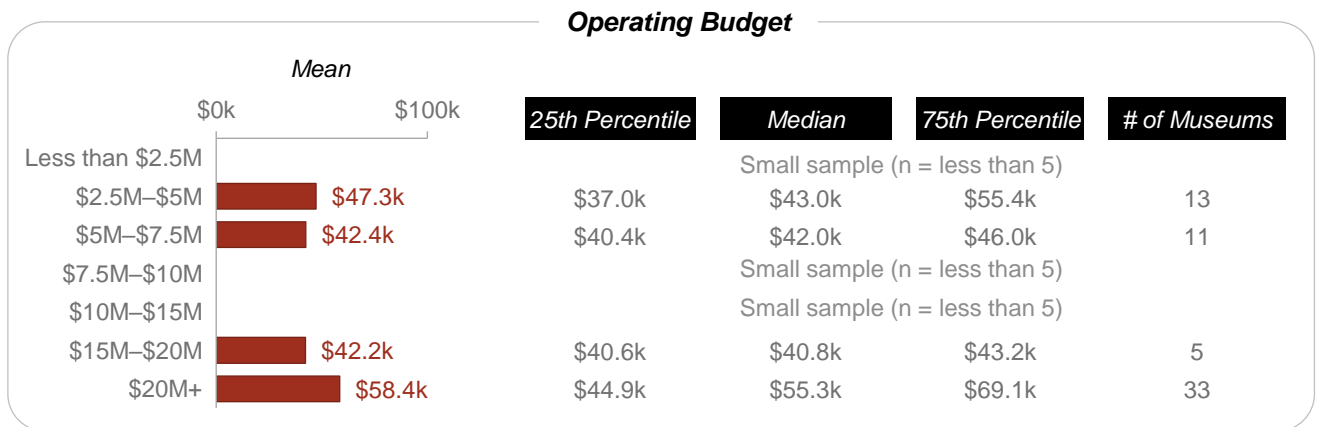 Operating Budget
Mean
$0k $100k 25th Percentile Median 75th Percentile # of Museums
Less than $2.5M Small sample (n = less than 5)
$2.5M–$5M $47.3k $37.0k $43.0k $55.4k 13
$5M–$7.5M $42.4k $40.4k $42.0k $46.0k 11
$7.5M–$10M Small sample (n = less than 5)
$10M–$15M Small sample (n = less than 5)
$15M–$20M $42.2k $40.6k $40.8k $43.2k 5
$20M+ $58.4k $44.9k $55.3k $69.1k 33